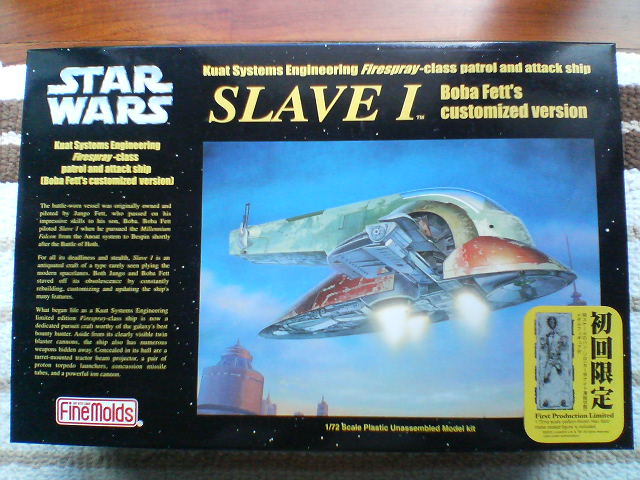 STAR
WARS
Kuat Systems Engineering Firespray-class patrol and attack ship
SLAVE I™
Boba Fett's
customized version
Kuat Systems Engineering
Firespray-class
patrol and attack ship
(Boba Fett's customized version)
The battle-worn vessel was originally owned and
piloted by Jango Fett, who passed on his
impressive skills to his son, Boba. Boba Fett
piloted Slave I when he pursued the Millennium
Falcon from the Anoat system to Bespin shortly
after the Battle of Hoth.
For all its deadliness and stealth, Slave I is an
antiquated craft of a type rarely seen plying the
modern spacelanes. Both Jango and Boba Fett
staved off its obsolescence by constantly
rebuilding, customizing and updating the ship's
many features.
What began life as a Kuat Systems Engineering
limited edition Firespray-class ship is now a
dedicated pursuit craft worthy of the galaxy's best
bounty hunter. Aside from its clearly visible twin
blaster cannons, the ship also has numerous
weapons hidden away. Concealed in its hull are a
turret-mounted tractor beam projector, a pair of
proton torpedo launchers, concussion missile
tubes, and a powerful ion cannon.
FineMolds
1/72 Scale Plastic Unassembled Model kit
初回限定
First Production Limited